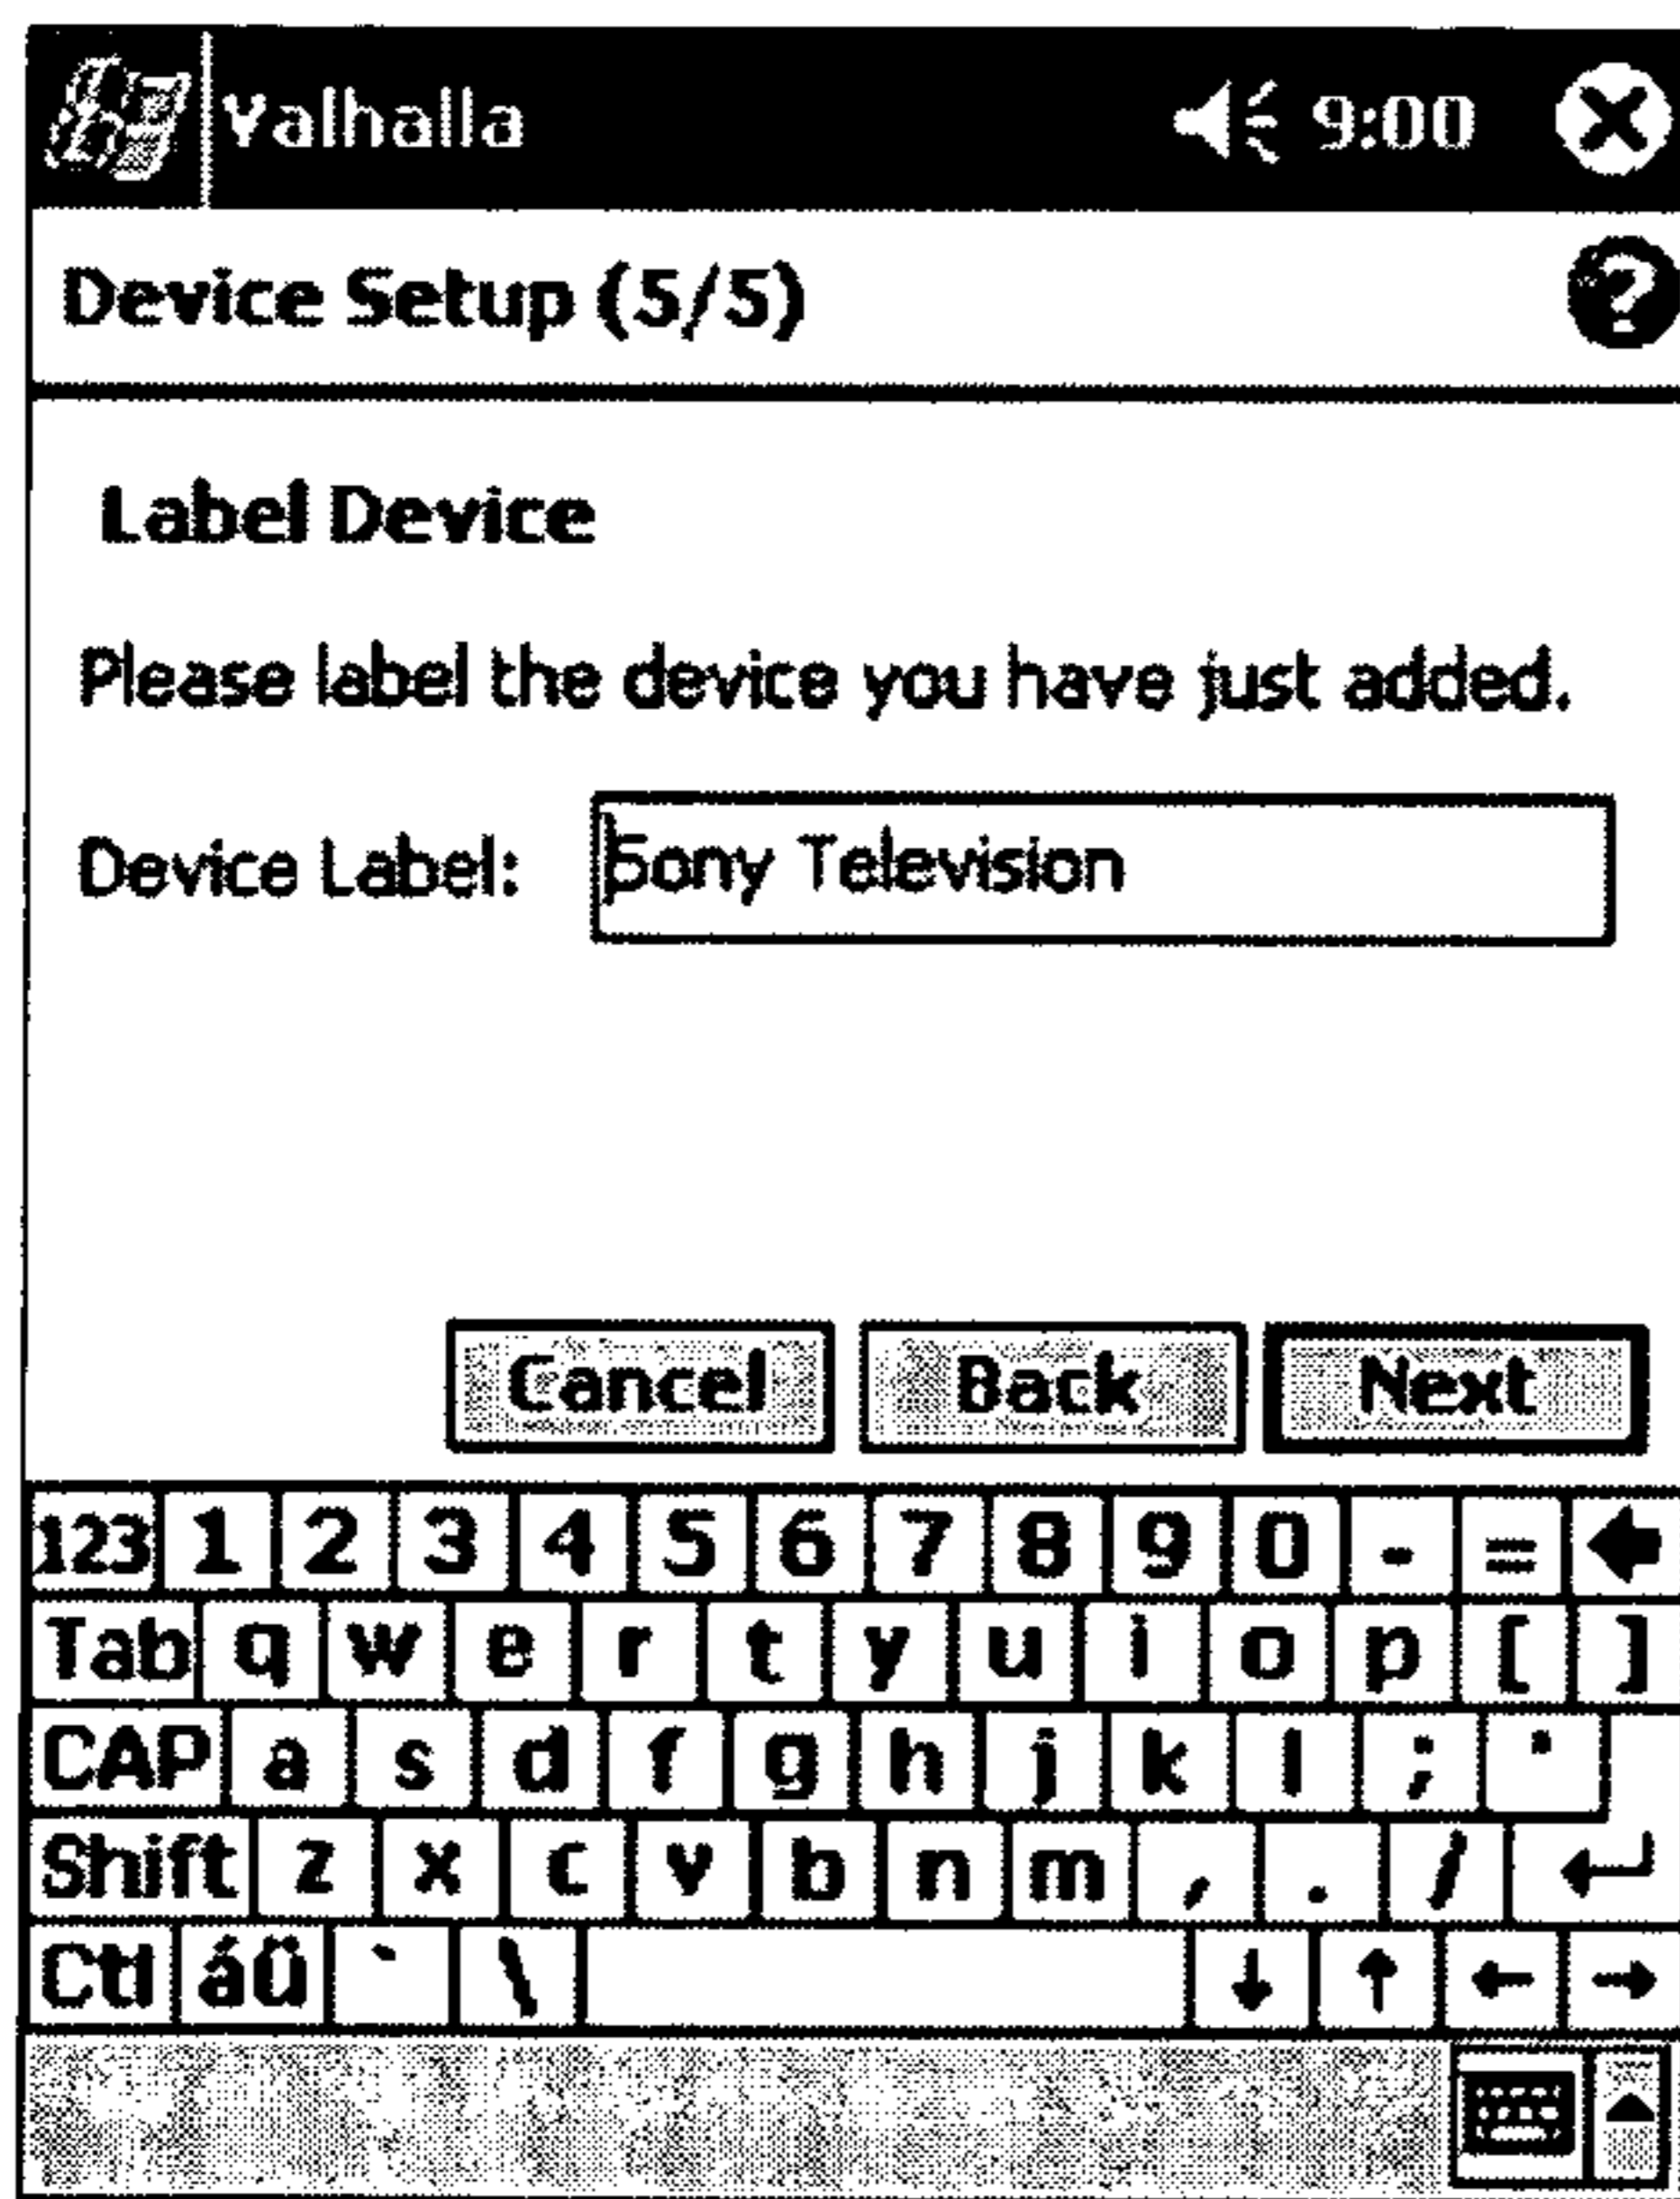 Valhalla 9:00
Device Setup (5/5) ?
Label Device
Please label the device you have just added.
Device Label: Sony Television
Cancel Back Next
123 1 2 3 4 5 6 7 8 9 0 - =
Tab q w e r t y u i o p [ ]
CAP a s d f g h j k l ; '
Shift z x c v b n m , . /
Ctl áü ` \ ↓ ↑ ← →